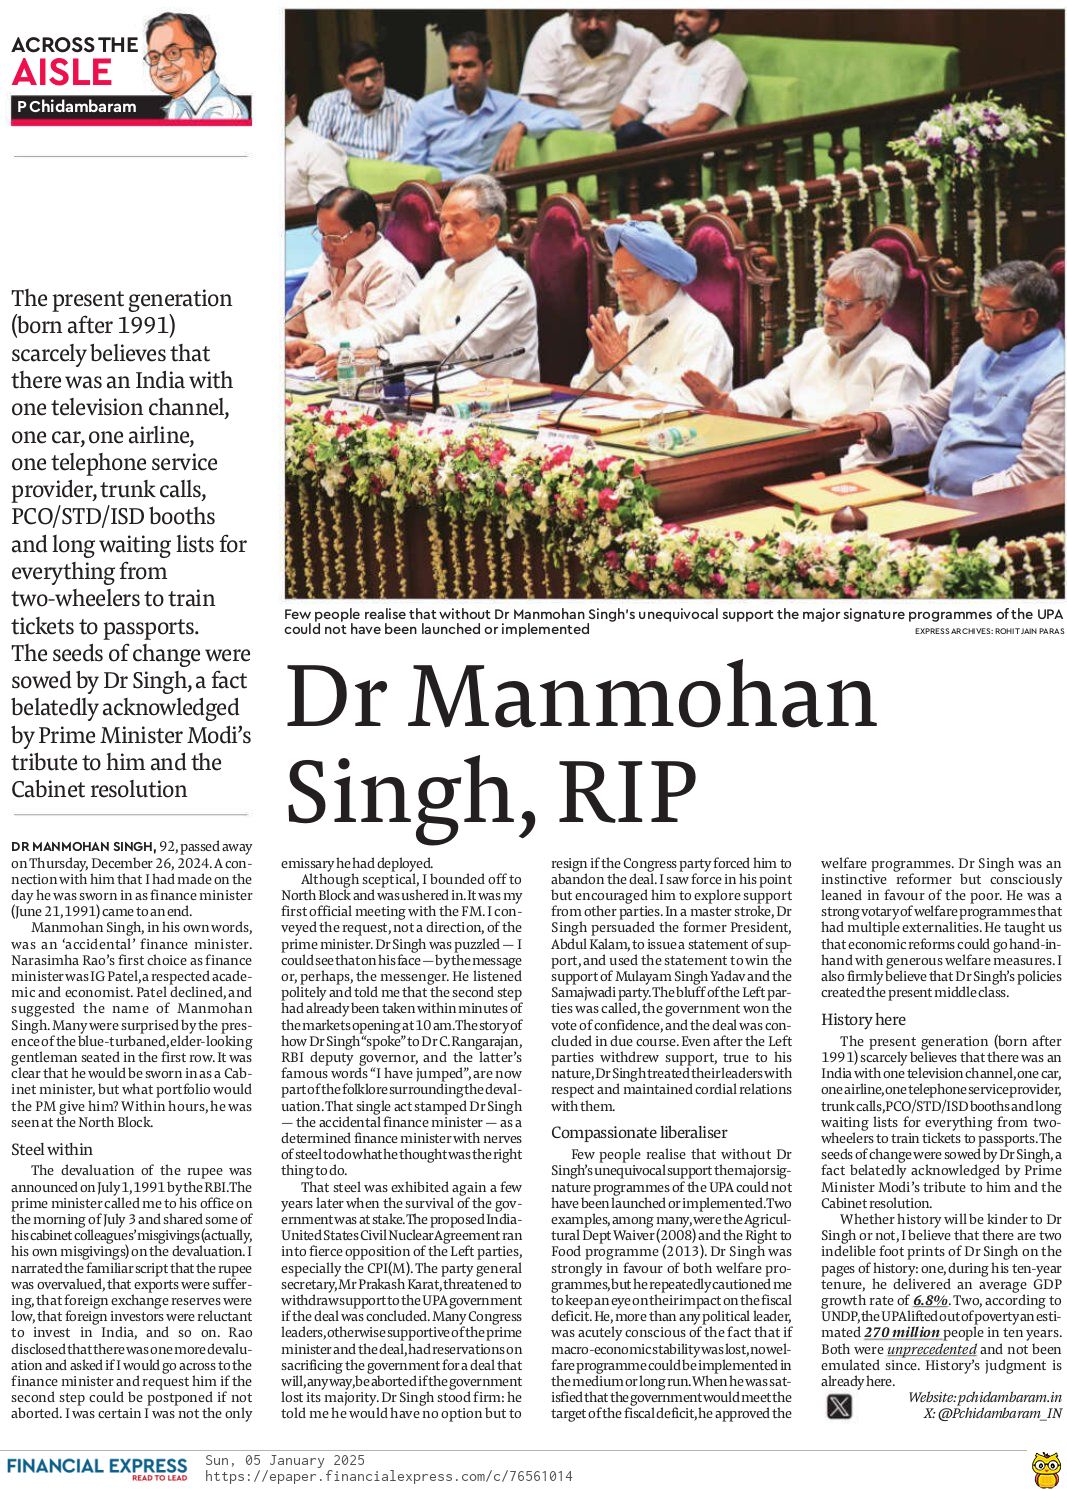 ACROSS THE
AISLE
P Chidambaram
The present generation
(born after 1991)
scarcely believes that
there was an India with
one television channel,
one car, one airline,
one telephone service
provider, trunk calls,
PCO/STD/ISD booths
and long waiting lists for
everything from
two-wheelers to train
tickets to passports.
The seeds of change were
sowed by Dr Singh, a fact
belatedly acknowledged
by Prime Minister Modi's
tribute to him and the
Cabinet resolution
Few people realise that without Dr Manmohan Singh's unequivocal support the major signature programmes of the UPA
could not have been launched or implemented
EXPRESS ARCHIVES: ROHIT JAIN PARAS
Dr Manmohan
Singh, RIP
DR MANMOHAN SINGH, 92, passed away
on Thursday, December 26, 2024. A con-
nection with him that I had made on the
day he was sworn in as finance minister
(June 21, 1991) came to an end.
Manmohan Singh, in his own words,
was an 'accidental' finance minister.
Narasimha Rao's first choice as finance
minister was IG Patel, a respected acade-
mic and economist. Patel declined, and
suggested the name of Manmohan
Singh. Many were surprised by the pres-
ence of the blue-turbaned, elder-looking
gentleman seated in the first row. It was
clear that he would be sworn in as a Cab-
inet minister, but what portfolio would
the PM give him? Within hours, he was
seen at the North Block.
Steel within
The devaluation of the rupee was
announced on July 1, 1991 by the RBI. The
prime minister called me to his office on
the morning of July 3 and shared some of
his cabinet colleagues' misgivings (actually,
his own misgivings) on the devaluation. I
narrated the familiar script that the rupee
was overvalued, that exports were suffer-
ing, that foreign exchange reserves were
low, that foreign investors were reluctant
to invest in India, and so on. Rao
disclosed that there was one more devalu-
ation and asked if I would go across to the
finance minister and request him if the
second step could be postponed if not
aborted. I was certain I was not the only
emissary he had deployed.
Although sceptical, I bounded off to
North Block and was ushered in. It was my
first official meeting with the FM. I con-
veyed the request, not a direction, of the
prime minister. Dr Singh was puzzled — I
could see that on his face — by the message
or, perhaps, the messenger. He listened
politely and told me that the second step
had already been taken within minutes of
the markets opening at 10 am. The story of
how Dr Singh "spoke" to Dr C. Rangarajan,
RBI deputy governor, and the latter's
famous words "I have jumped", are now
part of the folklore surrounding the deval-
uation. That single act stamped Dr Singh
— the accidental finance minister — as a
determined finance minister with nerves
of steel to do what he thought was the right
thing to do.
That steel was exhibited again a few
years later when the survival of the gov-
ernment was at stake. The proposed India-
United States Civil Nuclear Agreement ran
into fierce opposition of the Left parties,
especially the CPI(M). The party general
secretary, Mr Prakash Karat, threatened to
withdraw support to the UPA government
if the deal was concluded. Many Congress
leaders, otherwise supportive of the prime
minister and the deal, had reservations on
sacrificing the government for a deal that
will, anyway, be aborted if the government
lost its majority. Dr Singh stood firm: he
told me he would have no option but to
resign if the Congress party forced him to
abandon the deal. I saw force in his point
but encouraged him to explore support
from other parties. In a master stroke, Dr
Singh persuaded the former President,
Abdul Kalam, to issue a statement of sup-
port, and used the statement to win the
support of Mulayam Singh Yadav and the
Samajwadi party. The bluff of the Left par-
ties was called, the government won the
vote of confidence, and the deal was con-
cluded in due course. Even after the Left
parties withdrew support, true to his
nature, Dr Singh treated their leaders with
respect and maintained cordial relations
with them.
Compassionate liberaliser
Few people realise that without Dr
Singh's unequivocal support the major sig-
nature programmes of the UPA could not
have been launched or implemented. Two
examples, among many, were the Agricul-
tural Dept Waiver (2008) and the Right to
Food programme (2013). Dr Singh was
strongly in favour of both welfare pro-
grammes, but he repeatedly cautioned me
to keep an eye on their impact on the fiscal
deficit. He, more than any political leader,
was acutely conscious of the fact that if
macro-economic stability was lost, no wel-
fare programme could be implemented in
the medium or long run. When he was sat-
isfied that the government would meet the
target of the fiscal deficit, he approved the
welfare programmes. Dr Singh was an
instinctive reformer but consciously
leaned in favour of the poor. He was a
strong votary of welfare programmes that
had multiple externalities. He taught us
that economic reforms could go hand-in-
hand with generous welfare measures. I
also firmly believe that Dr Singh's policies
created the present middle class.
History here
The present generation (born after
1991) scarcely believes that there was an
India with one television channel, one car,
one airline, one telephone service provider,
trunk calls, PCO/STD/ISD booths and long
waiting lists for everything from two-
wheelers to train tickets to passports. The
seeds of change were sowed by Dr Singh, a
fact belatedly acknowledged by Prime
Minister Modi's tribute to him and the
Cabinet resolution.
Whether history will be kinder to Dr
Singh or not, I believe that there are two
indelible foot prints of Dr Singh on the
pages of history: one, during his ten-year
tenure, he delivered an average GDP
growth rate of 6.8%. Two, according to
UNDP, the UPA lifted out of poverty an esti-
mated 270 million people in ten years.
Both were unprecedented and not been
emulated since. History's judgment is
already here.
Website: pchidambaram.in
X: @Pchidambaram_IN
FINANCIAL EXPRESS
READ TO LEAD
Sun, 05 January 2025
https://epaper.financialexpress.com/c/76561014